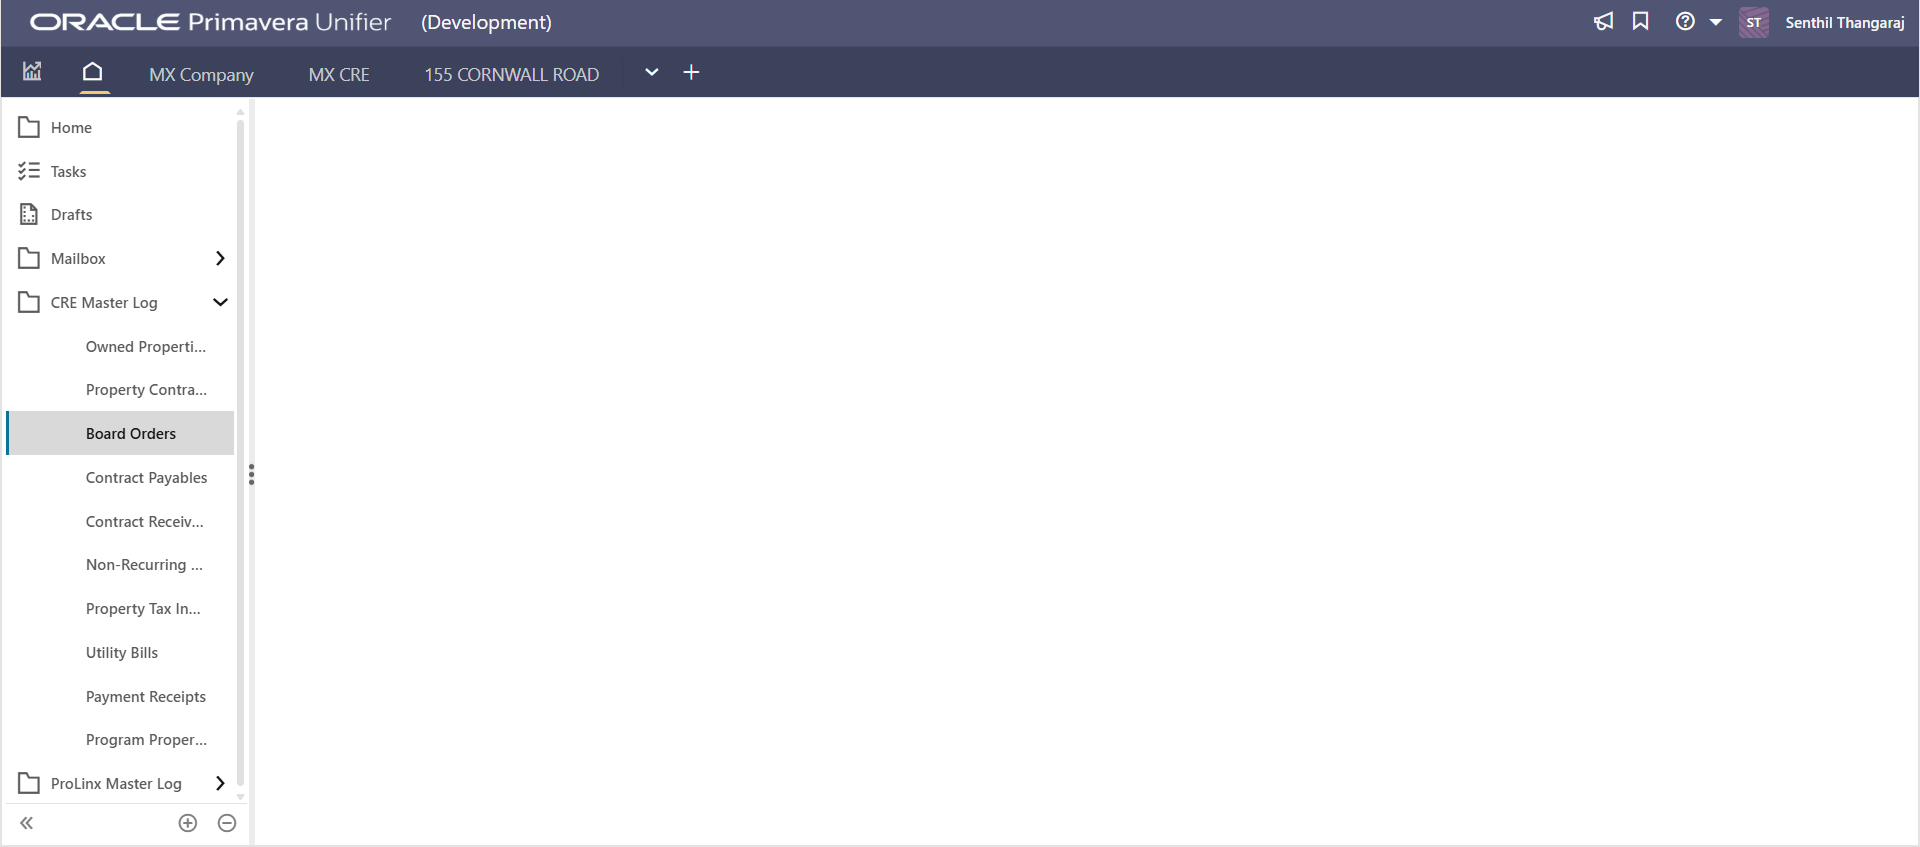 ORACLE Primavera Unifier (Development)
ST Senthil Thangaraj
MX Company MX CRE 155 CORNWALL ROAD
Home
Tasks
Drafts
Mailbox
CRE Master Log
Owned Properti...
Property Contra...
Board Orders
Contract Payables
Contract Receiv...
Non-Recurring ...
Property Tax In...
Utility Bills
Payment Receipts
Program Proper...
ProLinx Master Log